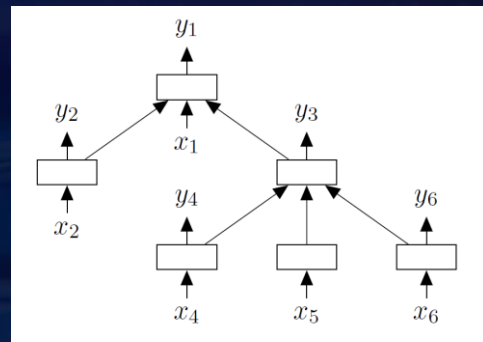 y₁
y₂ y₃
x₁
y₄ y₆
x₂
x₄ x₅ x₆